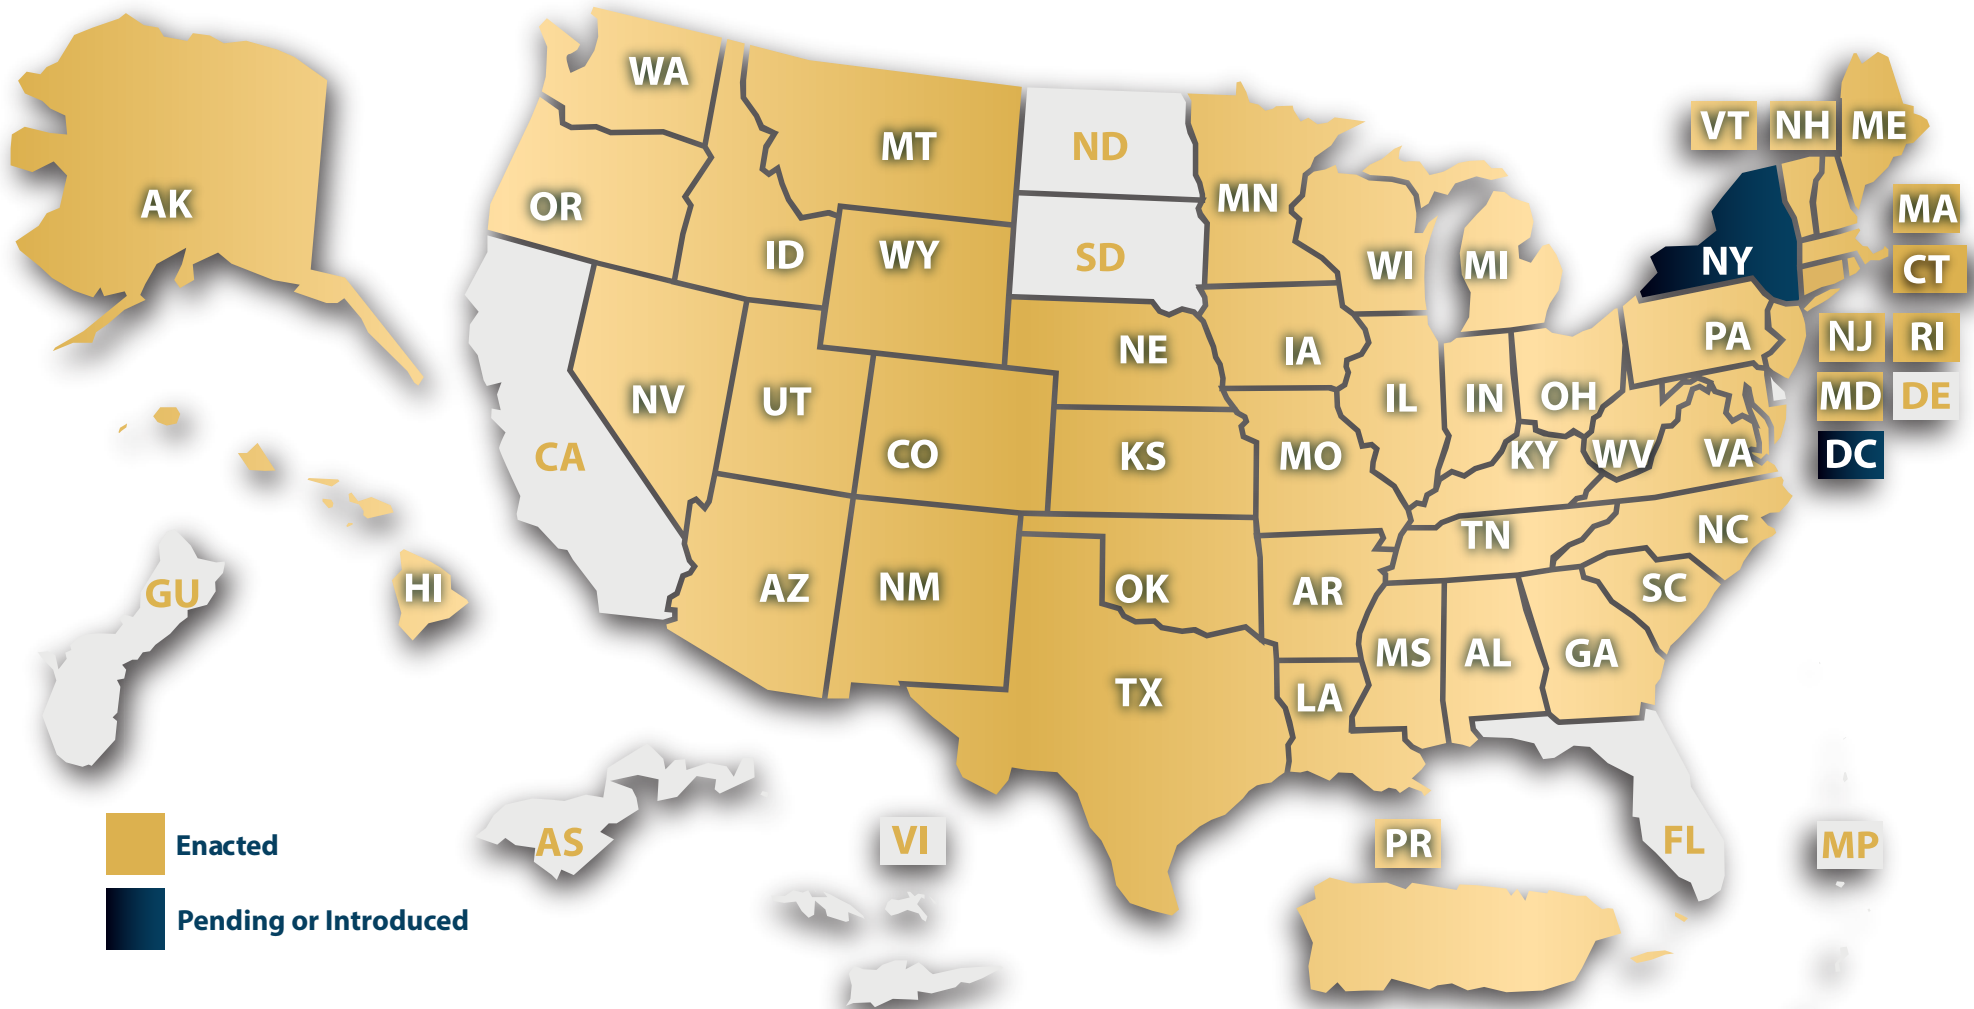 WA
VT NH ME
MT
ND
AK
OR
MN
MA
ID
WY
SD
WI
MI
NY
CT
NE
IA
PA
NJ RI
NV
UT
IL
IN
OH
MD DE
CA
CO
KS
MO
KY
WV
VA
DC
TN
NC
GU
HI
AZ
NM
OK
AR
SC
TX
MS
AL
GA
LA
Enacted
AS
VI
PR
FL
MP
Pending or Introduced